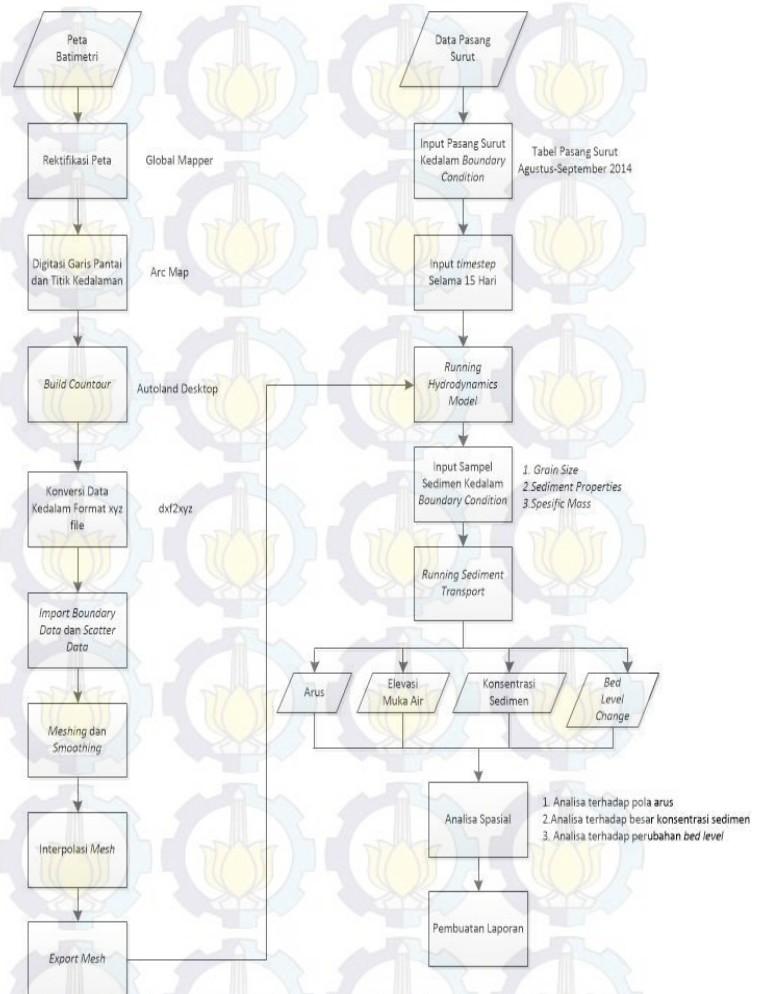 Peta
Batimetri
Rektifikasi Peta
Global Mapper
Digitasi Garis Pantai
dan Titik Kedalaman
Arc Map
Build Countour
Autoland Desktop
Konversi Data
Kedalam Format xyz
file
dxf2xyz
Import Boundary
Data dan Scatter
Data
Meshing dan
Smoothing
Interpolasi Mesh
Export Mesh
Data Pasang
Surut
Input Pasang Surut
Kedalam Boundary
Condition
Tabel Pasang Surut
Agustus-September 2014
Input timestep
Selama 15 Hari
Running
Hydrodynamics
Model
Input Sampel
Sedimen Kedalam
Boundary Condition
1. Grain Size
2.Sediment Properties
3.Spesific Mass
Running Sediment
Transport
Arus
Elevasi
Muka Air
Konsentrasi
Sedimen
Bed
Level
Change
Analisa Spasial
1. Analisa terhadap pola arus
2.Analisa terhadap besar konsentrasi sedimen
3. Analisa terhadap perubahan bed level
Pembuatan Laporan